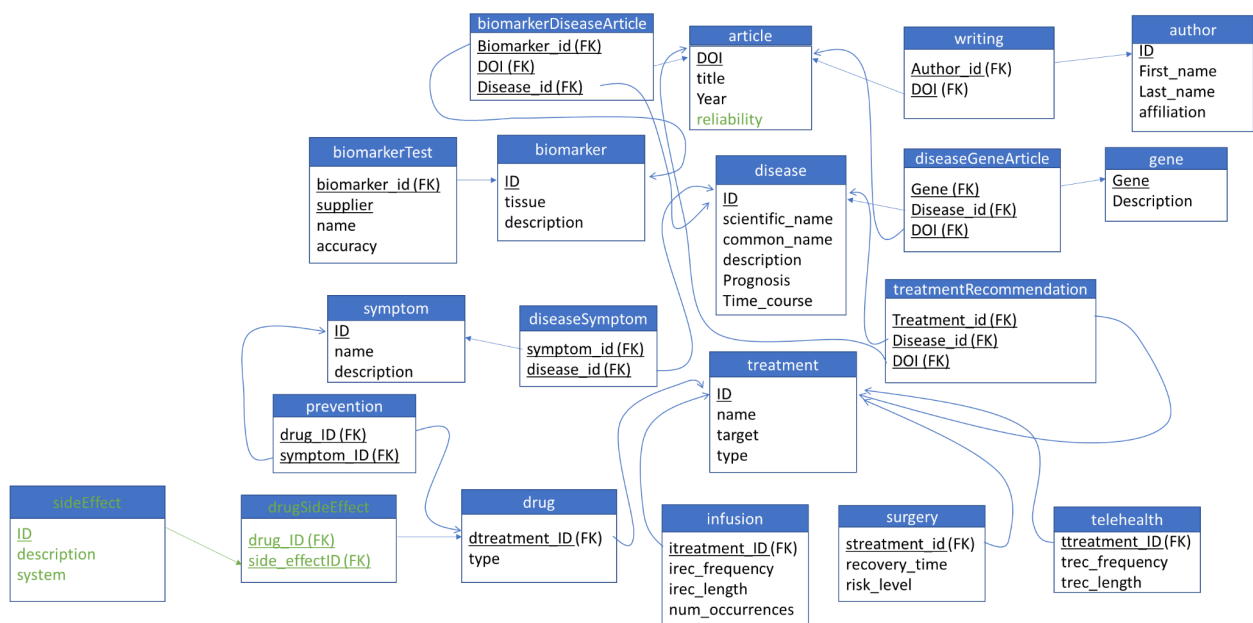 biomarkerDiseaseArticle
Biomarker_id (FK)
DOI (FK)
Disease_id (FK)
article
DOI
title
Year
reliability
writing
Author_id (FK)
DOI (FK)
author
ID
First_name
Last_name
affiliation
biomarkerTest
biomarker_id (FK)
supplier
name
accuracy
biomarker
ID
tissue
description
disease
ID
scientific_name
common_name
description
Prognosis
Time_course
diseaseGeneArticle
Gene (FK)
Disease_id (FK)
DOI (FK)
gene
Gene
Description
treatmentRecommendation
Treatment_id (FK)
Disease_id (FK)
DOI (FK)
symptom
ID
name
description
diseaseSymptom
symptom_id (FK)
disease_id (FK)
treatment
ID
name
target
type
prevention
drug_ID (FK)
symptom_ID (FK)
sideEffect
ID
description
system
drugSideEffect
drug_ID (FK)
side_effectID (FK)
drug
dtreatment_ID (FK)
type
infusion
itreatment_ID (FK)
irec_frequency
irec_length
num_occurrences
surgery
streatment_id (FK)
recovery_time
risk_level
telehealth
ttreatment_ID (FK)
trec_frequency
trec_length